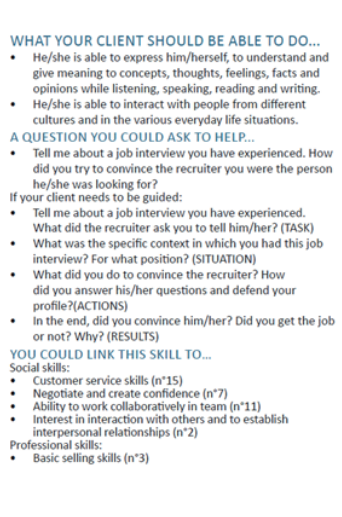 WHAT YOUR CLIENT SHOULD BE ABLE TO DO...
• He/she is able to express him/herself, to understand and
give meaning to concepts, thoughts, feelings, facts and
opinions while listening, speaking, reading and writing.
• He/she is able to interact with people from different
cultures and in the various everyday life situations.
A QUESTION YOU COULD ASK TO HELP...
• Tell me about a job interview you have experienced. How
did you try to convince the recruiter you were the person
he/she was looking for?
If your client needs to be guided:
• Tell me about a job interview you have experienced.
What did the recruiter ask you to tell him/her? (TASK)
• What was the specific context in which you had this job
interview? For what position? (SITUATION)
• What did you do to convince the recruiter? How
did you answer his/her questions and defend your
profile?(ACTIONS)
• In the end, did you convince him/her? Did you get the job
or not? Why? (RESULTS)
YOU COULD LINK THIS SKILL TO...
Social skills:
• Customer service skills (n°15)
• Negotiate and create confidence (n°7)
• Ability to work collaboratively in team (n°11)
• Interest in interaction with others and to establish
interpersonal relationships (n°2)
Professional skills:
• Basic selling skills (n°3)